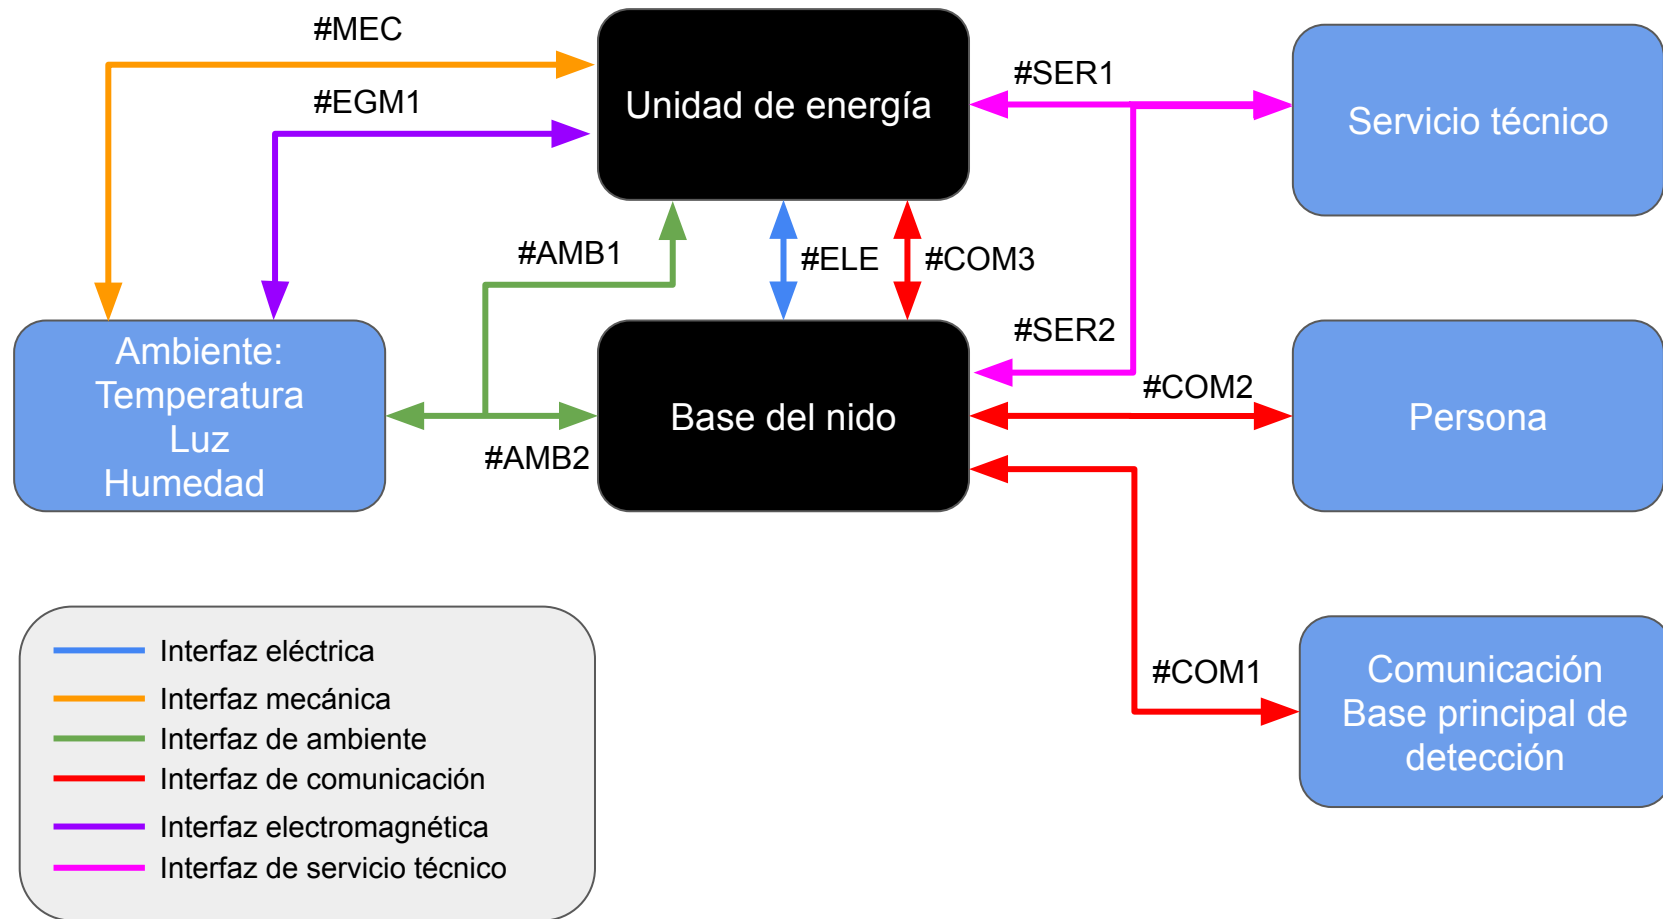 #MEC
#EGM1
Unidad de energía
#SER1
Servicio técnico
#AMB1
#ELE
#COM3
#SER2
Ambiente:
Temperatura
Luz
Humedad
#AMB2
Base del nido
#COM2
Persona
#COM1
Comunicación
Base principal de
detección
Interfaz eléctrica
Interfaz mecánica
Interfaz de ambiente
Interfaz de comunicación
Interfaz electromagnética
Interfaz de servicio técnico